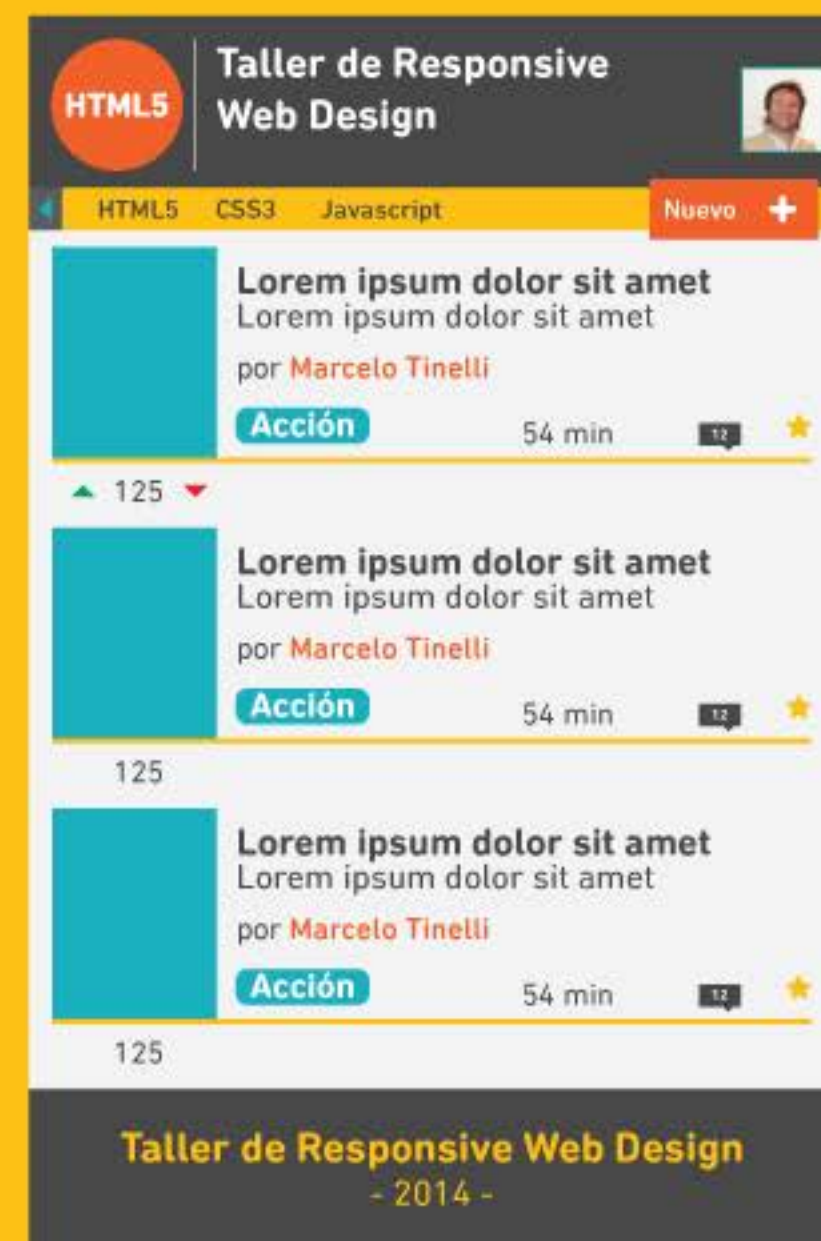 HTML5
Taller de Responsive
Web Design
HTML5 CSS3 Javascript Nuevo +
Lorem ipsum dolor sit amet
Lorem ipsum dolor sit amet
por Marcelo Tinelli
Acción 54 min 12
125
Lorem ipsum dolor sit amet
Lorem ipsum dolor sit amet
por Marcelo Tinelli
Acción 54 min 12
125
Lorem ipsum dolor sit amet
Lorem ipsum dolor sit amet
por Marcelo Tinelli
Acción 54 min 12
125
Taller de Responsive Web Design
- 2014 -